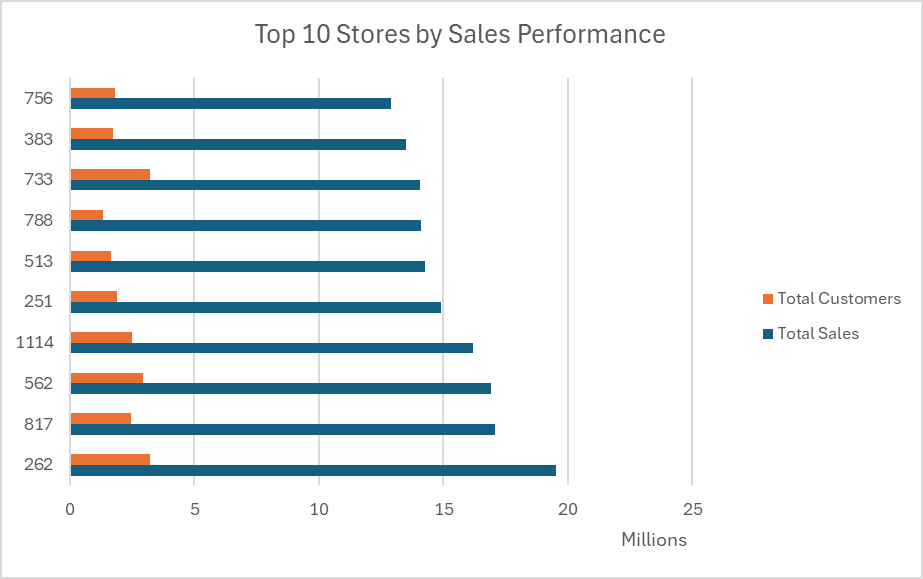 Top 10 Stores by Sales Performance
756
383
733
788
513
251
1114
562
817
262
0 5 10 15 20 25
Millions
Total Customers
Total Sales